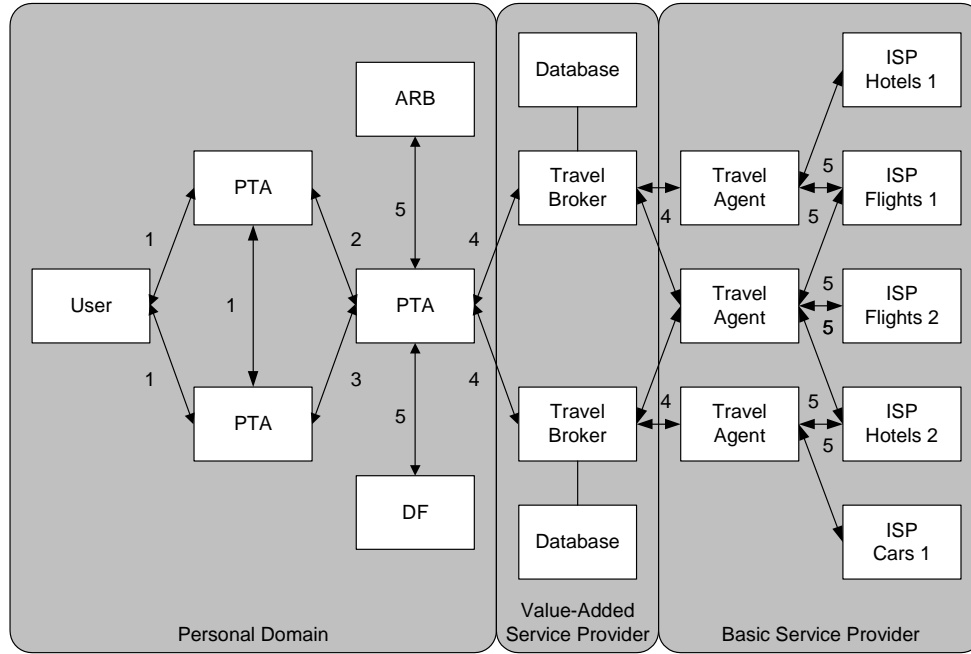 Database
ISP
Hotels 1
ARB
PTA
Travel
Broker
Travel
Agent
5
ISP
Flights 1
5
1
2
5
4
4
5
User
1
PTA
Travel
Agent
5
ISP
Flights 2
5
1
3
4
4
5
PTA
5
Travel
Broker
Travel
Agent
5
ISP
Hotels 2
DF
Database
ISP
Cars 1
Personal Domain
Value-Added
Service Provider
Basic Service Provider